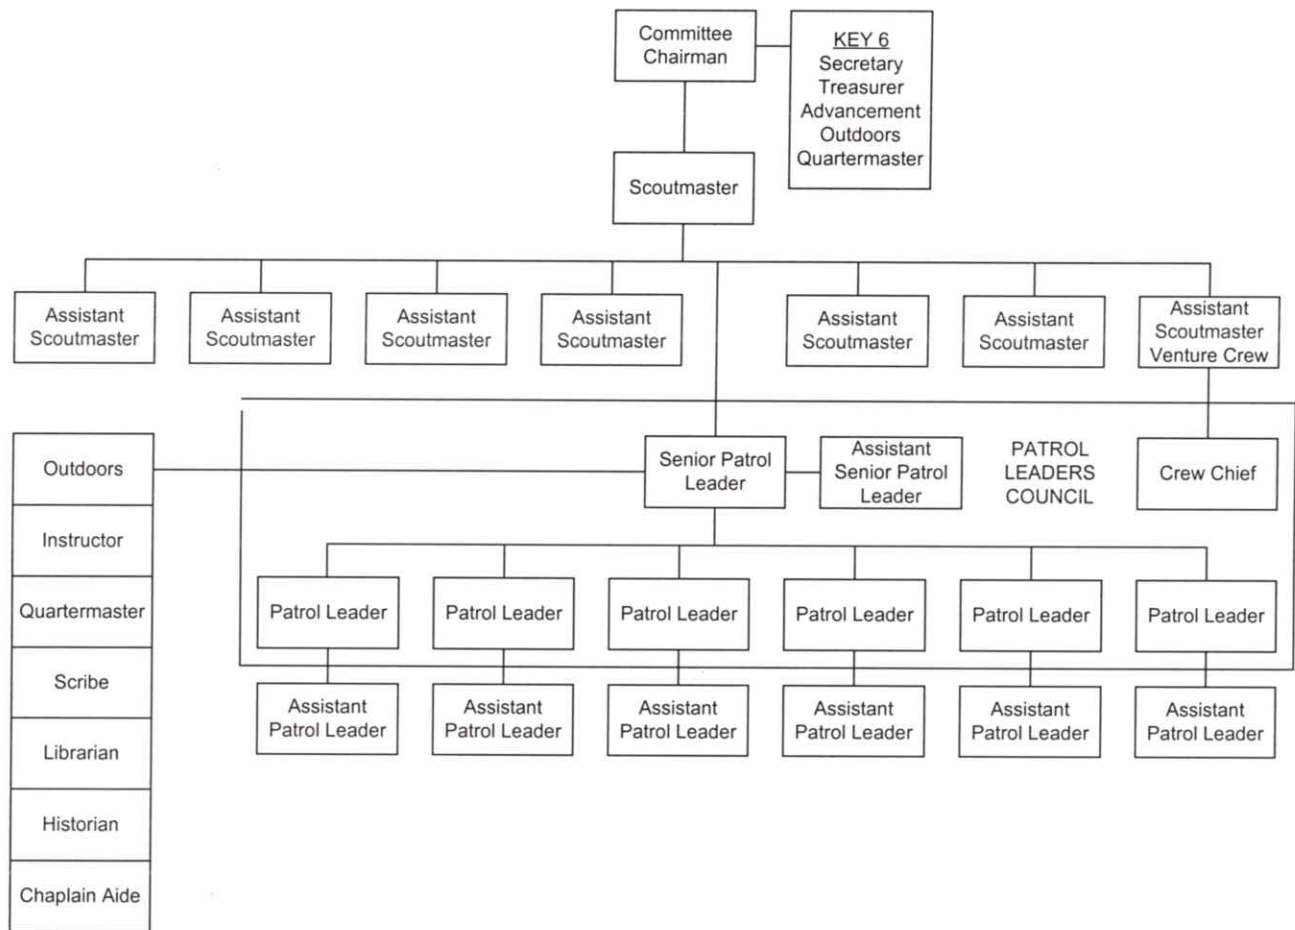 Committee
Chairman
KEY 6
Secretary
Treasurer
Advancement
Outdoors
Quartermaster
Scoutmaster
Assistant
Scoutmaster
Assistant
Scoutmaster
Assistant
Scoutmaster
Assistant
Scoutmaster
Assistant
Scoutmaster
Assistant
Scoutmaster
Assistant
Scoutmaster
Venture Crew
Senior Patrol
Leader
Assistant
Senior Patrol
Leader
PATROL
LEADERS
COUNCIL
Crew Chief
Outdoors
Instructor
Quartermaster
Scribe
Librarian
Historian
Chaplain Aide
Patrol Leader
Patrol Leader
Patrol Leader
Patrol Leader
Patrol Leader
Patrol Leader
Assistant
Patrol Leader
Assistant
Patrol Leader
Assistant
Patrol Leader
Assistant
Patrol Leader
Assistant
Patrol Leader
Assistant
Patrol Leader